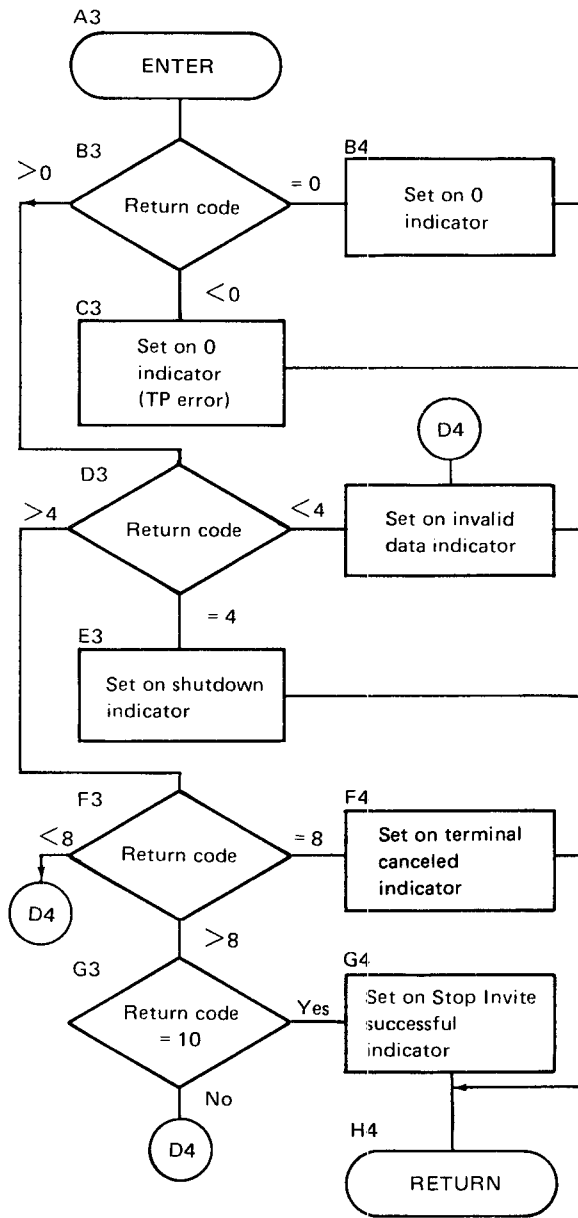 A3
ENTER
B3
>0
Return code
= 0
B4
Set on 0
indicator
<0
C3
Set on 0
indicator
(TP error)
D4
D3
>4
Return code
<4
Set on invalid
data indicator
= 4
E3
Set on shutdown
indicator
F3
<8
Return code
=8
F4
Set on terminal
canceled
indicator
D4
>8
G3
Return code
= 10
Yes
G4
Set on Stop Invite
successful
indicator
No
D4
H4
RETURN